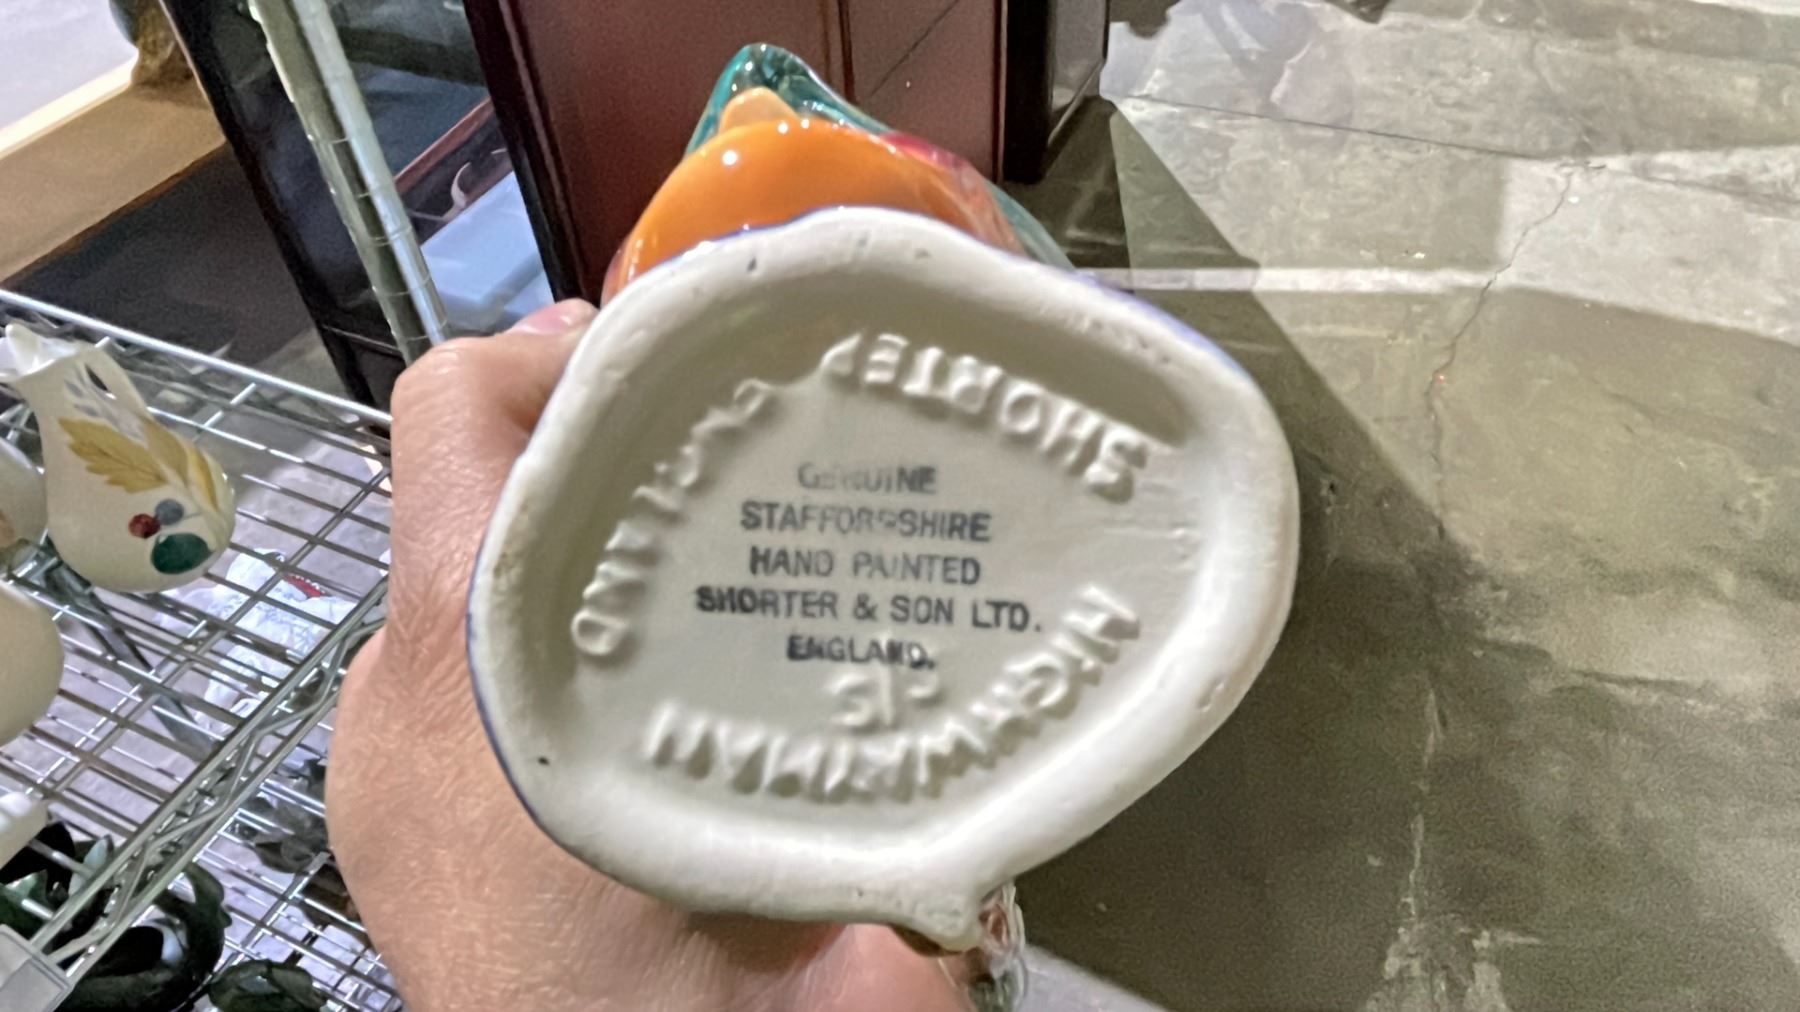 SHORTER
ENGLAND
GENUINE
STAFFORDSHIRE
HAND PAINTED
SHORTER & SON LTD.
ENGLAND.
HIGHWAYMAN